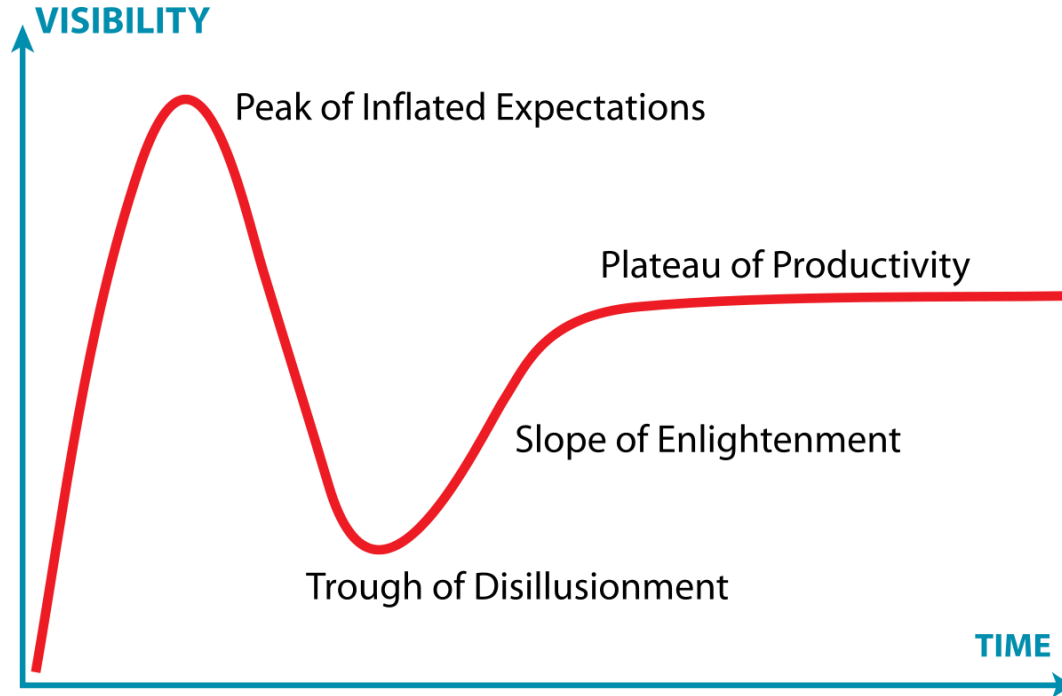 VISIBILITY
Peak of Inflated Expectations
Plateau of Productivity
Slope of Enlightenment
Trough of Disillusionment
TIME